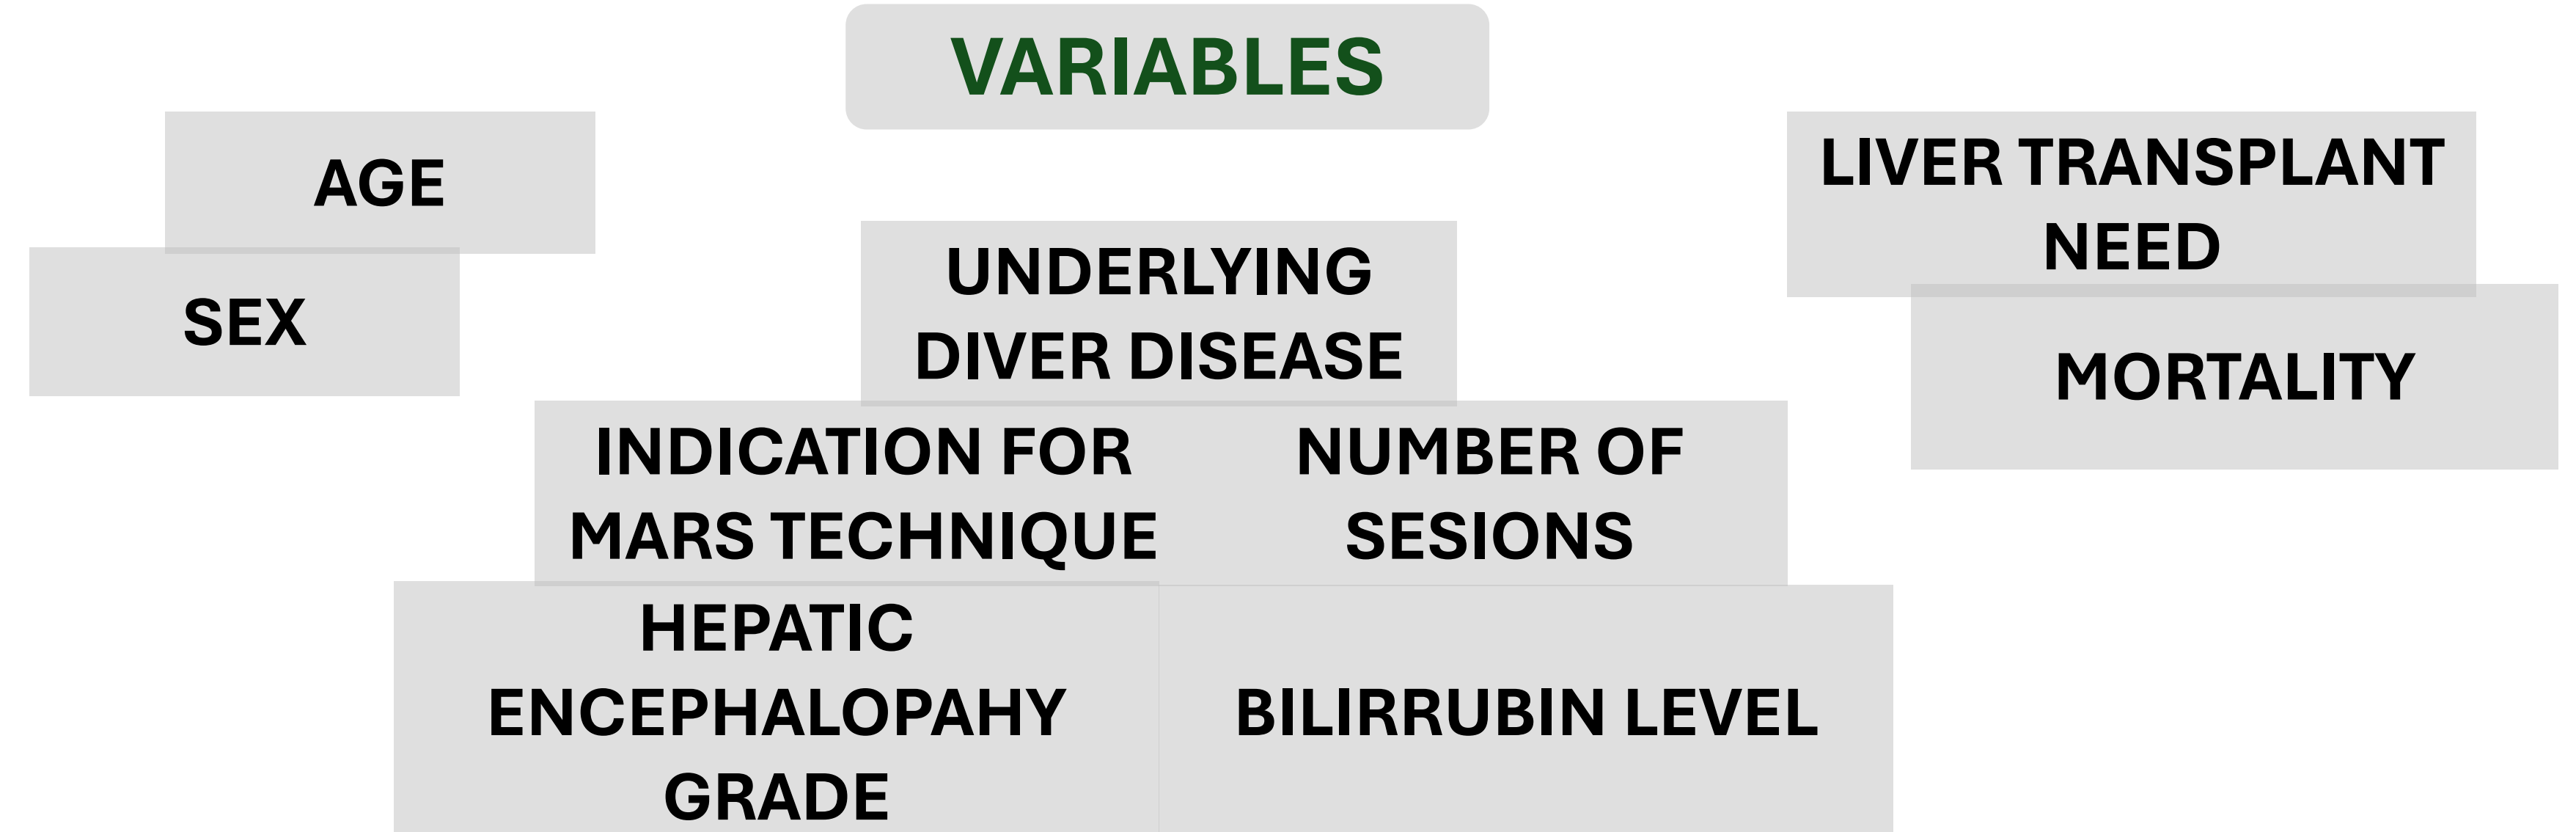 VARIABLES
AGE
SEX
UNDERLYING
DIVER DISEASE
INDICATION FOR
MARS TECHNIQUE
NUMBER OF
SESIONS
HEPATIC
ENCEPHALOPAHY
GRADE
BILIRRUBIN LEVEL
LIVER TRANSPLANT
NEED
MORTALITY